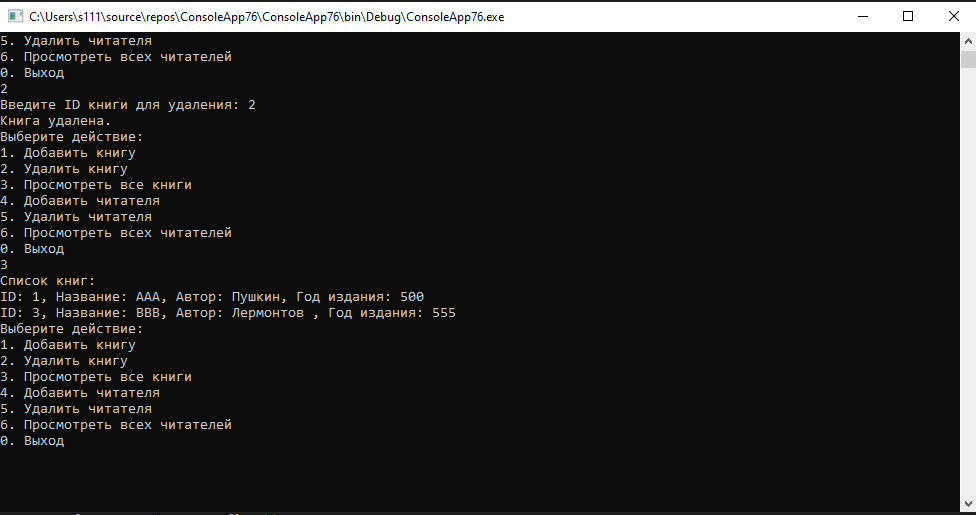 C:\Users\s111\source\repos\ConsoleApp76\ConsoleApp76\bin\Debug\ConsoleApp76.exe
5. Удалить читателя
6. Просмотреть всех читателей
0. Выход
2
Введите ID книги для удаления: 2
Книга удалена.
Выберите действие:
1. Добавить книгу
2. Удалить книгу
3. Просмотреть все книги
4. Добавить читателя
5. Удалить читателя
6. Просмотреть всех читателей
0. Выход
3
Список книг:
ID: 1, Название: ААА, Автор: Пушкин, Год издания: 500
ID: 3, Название: ВВВ, Автор: Лермонтов , Год издания: 555
Выберите действие:
1. Добавить книгу
2. Удалить книгу
3. Просмотреть все книги
4. Добавить читателя
5. Удалить читателя
6. Просмотреть всех читателей
0. Выход